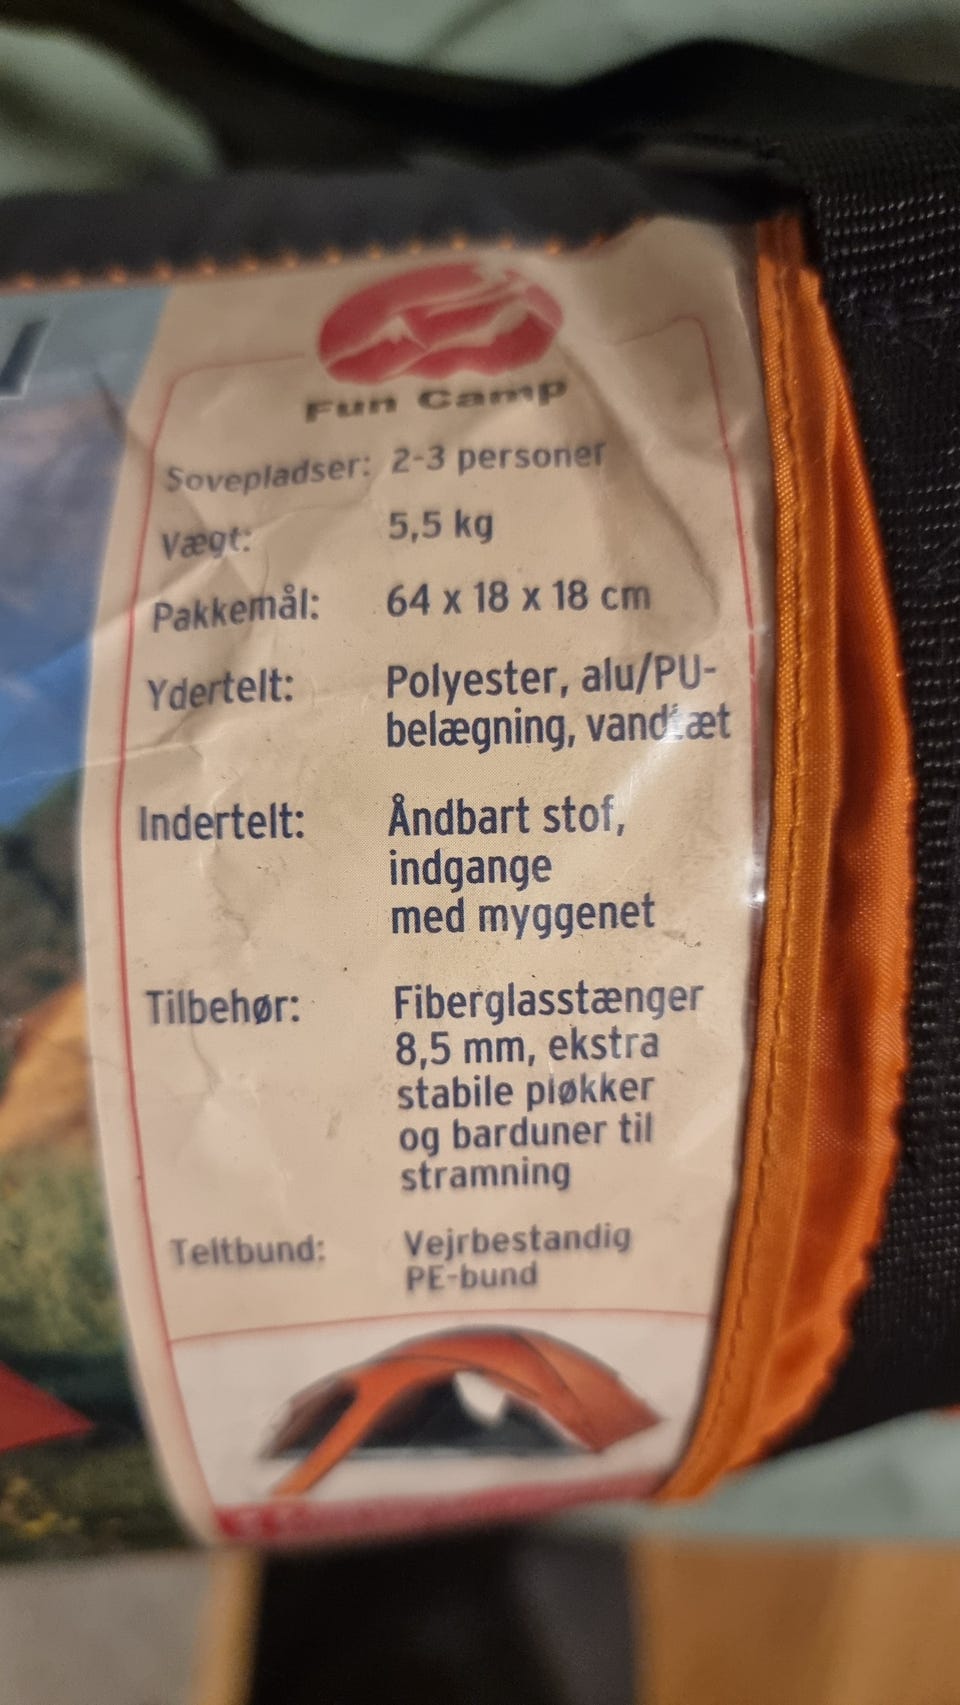 Fun Camp
Sovepladser: 2-3 personer
Vægt: 5,5 kg
Pakkemål: 64 x 18 x 18 cm
Ydertelt: Polyester, alu/PU-
belægning, vandtæt
Indertelt: Åndbart stof,
indgange
med myggenet
Tilbehør: Fiberglasstænger
8,5 mm, ekstra
stabile pløkker
og barduner til
stramning
Teltbund: Vejrbestandig
PE-bund